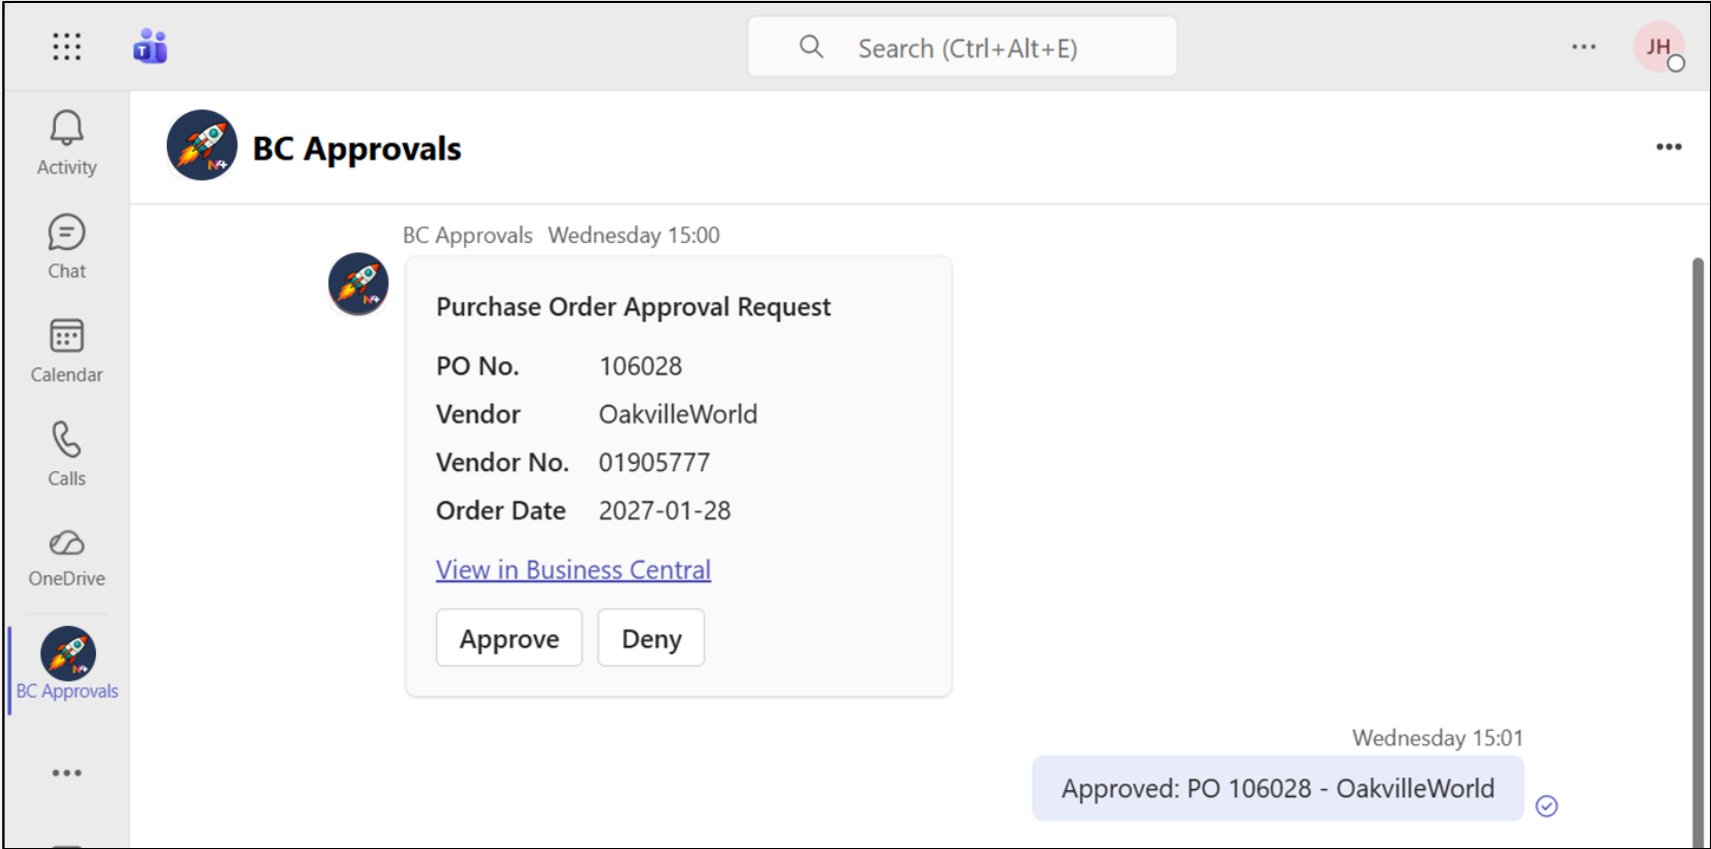 Search (Ctrl+Alt+E)
JH
Activity
Chat
Calendar
Calls
OneDrive
BC Approvals
BC Approvals
BC Approvals Wednesday 15:00
Purchase Order Approval Request
PO No. 106028
Vendor OakvilleWorld
Vendor No. 01905777
Order Date 2027-01-28
View in Business Central
Approve Deny
Wednesday 15:01
Approved: PO 106028 - OakvilleWorld